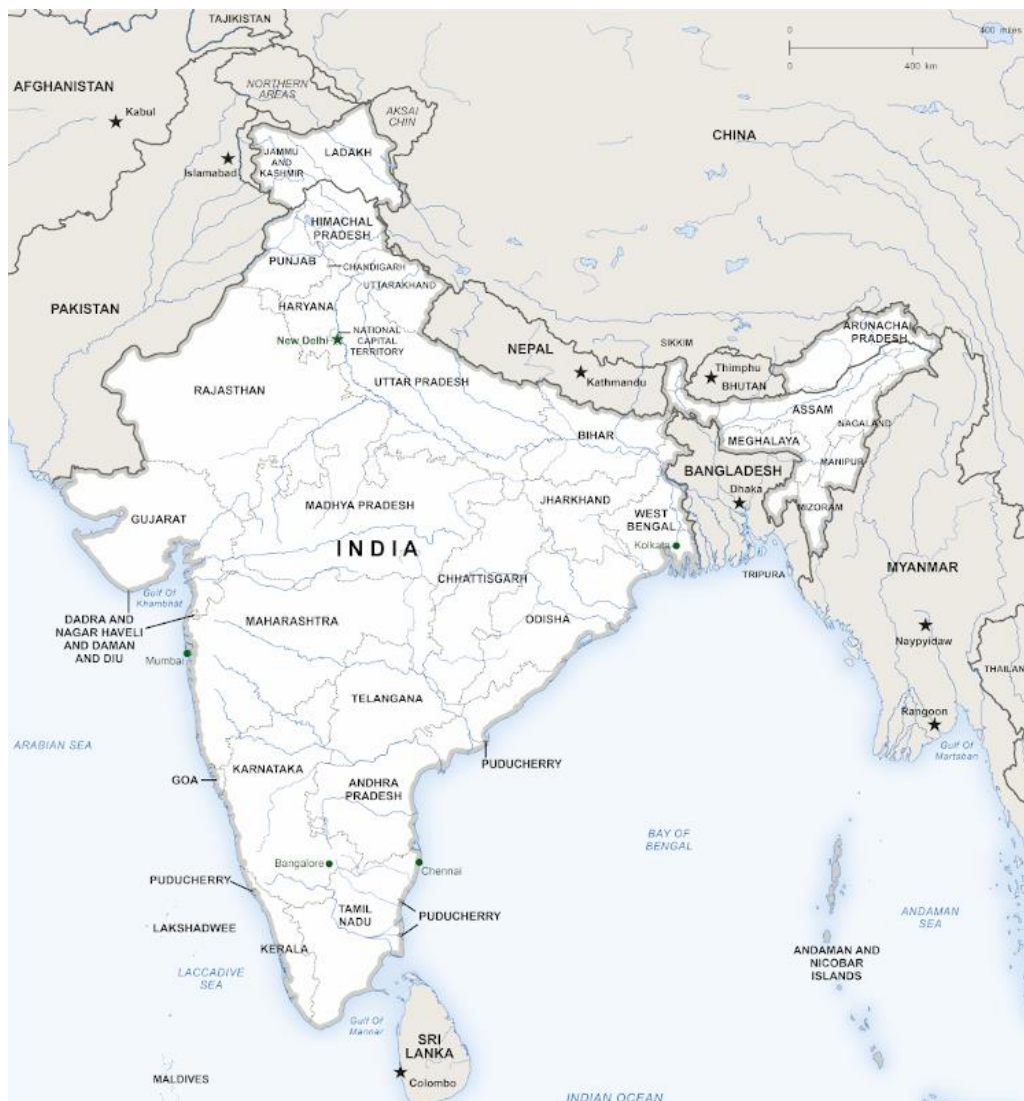 TAJIKISTAN
0
400 miles
0
400 km
AFGHANISTAN
Kabul
NORTHERN
AREAS
AKSAI
CHIN
CHINA
Islamabad
JAMMU
AND
KASHMIR
LADAKH
HIMACHAL
PRADESH
PUNJAB
CHANDIGARH
UTTARAKHAND
PAKISTAN
HARYANA
New Delhi
NATIONAL
CAPITAL
TERRITORY
NEPAL
Kathmandu
SIKKIM
Thimphu
BHUTAN
ARUNACHAL
PRADESH
RAJASTHAN
UTTAR PRADESH
ASSAM
NAGALAND
BIHAR
MEGHALAYA
MANIPUR
BANGLADESH
Dhaka
MIZORAM
GUJARAT
MADHYA PRADESH
JHARKHAND
WEST
BENGAL
Kolkata
INDIA
TRIPURA
MYANMAR
CHHATTISGARH
Gulf Of
Khambhat
DADRA AND
NAGAR HAVELI
AND DAMAN
AND DIU
MAHARASHTRA
ODISHA
Naypyidaw
Mumbai
THAILAN
TELANGANA
Rangoon
ARABIAN SEA
Gulf Of
Martaban
PUDUCHERRY
GOA
KARNATAKA
ANDHRA
PRADESH
BAY OF
BENGAL
Bangalore
Chennai
PUDUCHERRY
TAMIL
NADU
PUDUCHERRY
LAKSHADWEE
KERALA
ANDAMAN
SEA
ANDAMAN AND
NICOBAR
ISLANDS
LACCADIVE
SEA
Gulf Of
Mannar
SRI
LANKA
Colombo
MALDIVES
INDIAN OCEAN